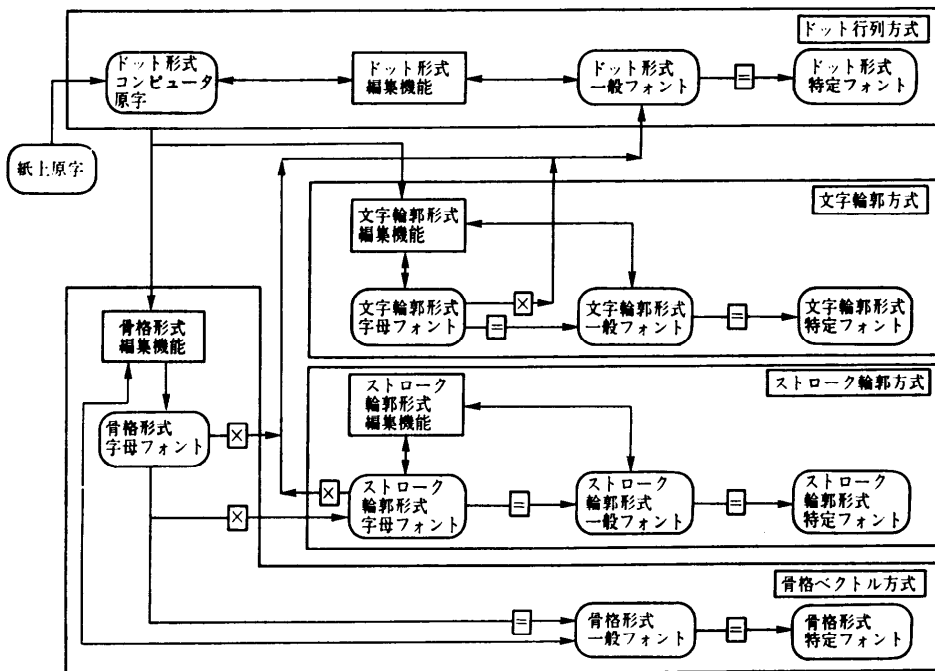 ドット行列方式
ドット形式
コンピュータ
原字
ドット形式
編集機能
ドット形式
一般フォント
=
ドット形式
特定フォント
紙上原字
文字輪郭方式
文字輪郭形式
編集機能
文字輪郭形式
字母フォント
×
=
文字輪郭形式
一般フォント
=
文字輪郭形式
特定フォント
骨格形式
編集機能
骨格形式
字母フォント
×
×
ストローク輪郭方式
ストローク
輪郭形式
編集機能
×
ストローク
輪郭形式
字母フォント
=
ストローク
輪郭形式
一般フォント
=
ストローク
輪郭形式
特定フォント
骨格ベクトル方式
=
骨格形式
一般フォント
=
骨格形式
特定フォント